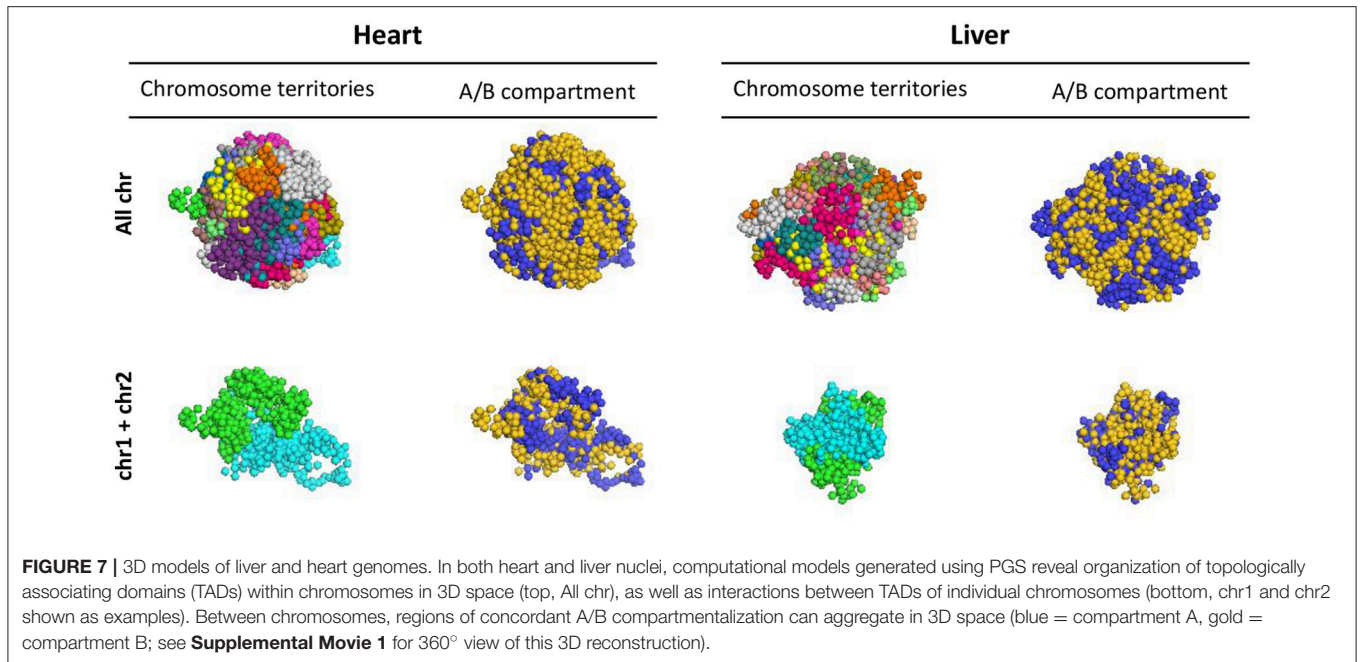 Heart
Liver
Chromosome territories
A/B compartment
Chromosome territories
A/B compartment
All chr
chr1 + chr2
FIGURE 7 | 3D models of liver and heart genomes. In both heart and liver nuclei, computational models generated using PGS reveal organization of topologically
associating domains (TADs) within chromosomes in 3D space (top, All chr), as well as interactions between TADs of individual chromosomes (bottom, chr1 and chr2
shown as examples). Between chromosomes, regions of concordant A/B compartmentalization can aggregate in 3D space (blue = compartment A, gold =
compartment B; see Supplemental Movie 1 for 360° view of this 3D reconstruction).